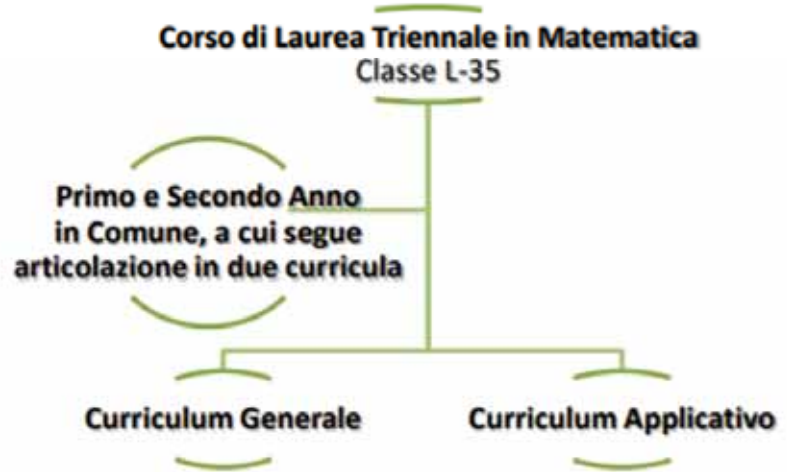 Corso di Laurea Triennale in Matematica
Classe L-35
Primo e Secondo Anno
in Comune, a cui segue
articolazione in due curricula
Curriculum Generale
Curriculum Applicativo